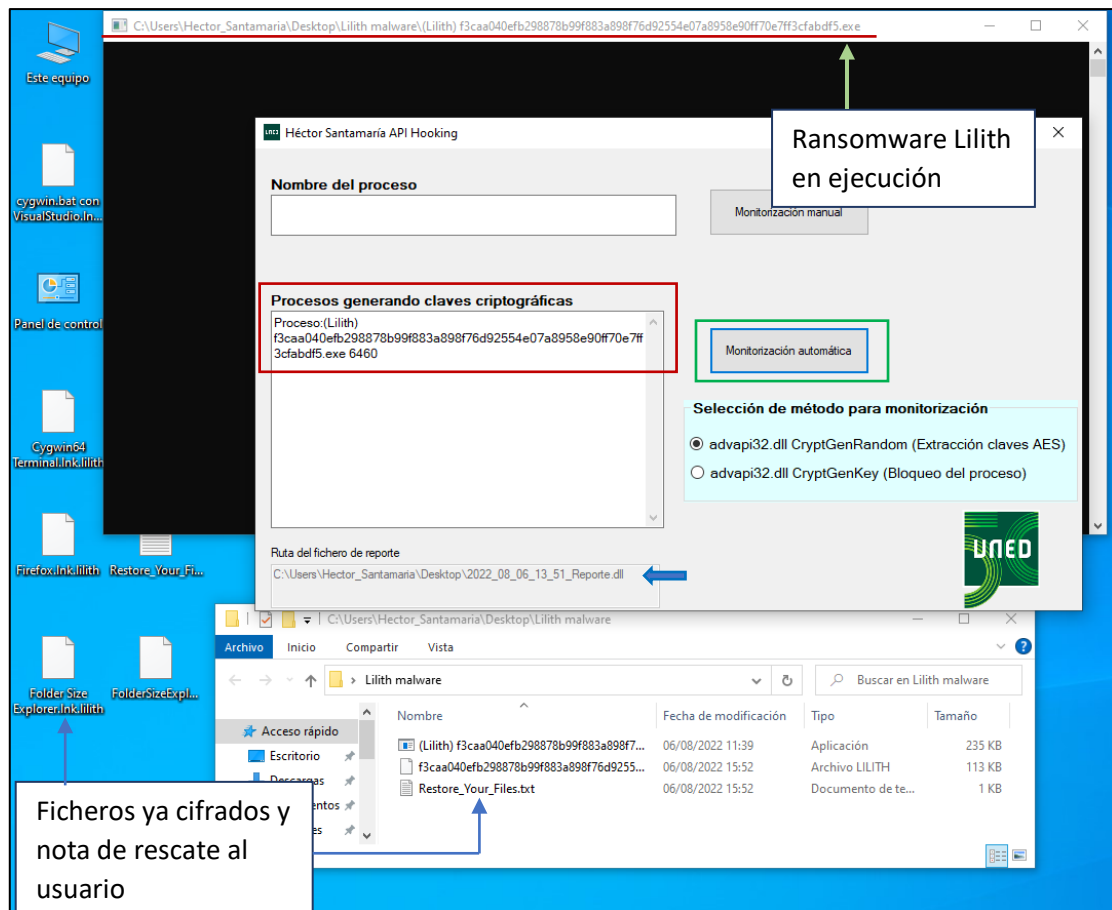 C:\Users\Hector_Santamaria\Desktop\Lilith malware\(Lilith) f3caa040efb298878b99f883a898f76d92554e07a8958e90ff70e7ff3cfabdf5.exe
Este equipo
Ransomware Lilith
en ejecución
Héctor Santamaría API Hooking
Nombre del proceso
Monitorización manual
cygwin.bat con
VisualStudio.ln...
Panel de control
Procesos generando claves criptográficas
Proceso:(Lilith)
f3caa040efb298878b99f883a898f76d92554e07a8958e90ff70e7ff
3cfabdf5.exe 6460
Monitorización automática
Selección de método para monitorización
advapi32.dll CryptGenRandom (Extracción claves AES)
advapi32.dll CryptGenKey (Bloqueo del proceso)
Cygwin64
Terminal.lnk.lilith
UNED
Firefox.lnk.lilith
Restore_Your_Fi...
Ruta del fichero de reporte
C:\Users\Hector_Santamaria\Desktop\2022_08_06_13_51_Reporte.dll
C:\Users\Hector_Santamaria\Desktop\Lilith malware
Archivo Inicio Compartir Vista
Lilith malware
Buscar en Lilith malware
Folder Size
Explorer.lnk.lilith
FolderSizeExpl...
Nombre Fecha de modificación Tipo Tamaño
Acceso rápido
Escritorio
Descargas
(Lilith) f3caa040efb298878b99f883a898f7... 06/08/2022 11:39 Aplicación 235 KB
f3caa040efb298878b99f883a898f76d9255... 06/08/2022 15:52 Archivo LILITH 113 KB
Restore_Your_Files.txt 06/08/2022 15:52 Documento de te... 1 KB
Ficheros ya cifrados y
nota de rescate al
usuario